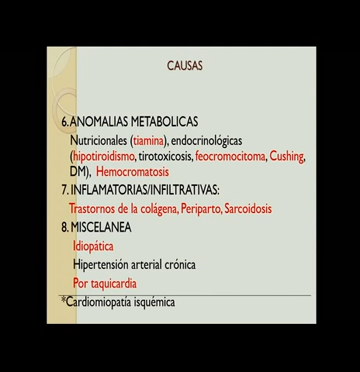 CAUSAS
6. ANOMALIAS METABOLICAS
Nutricionales (tiamina), endocrinológicas
(hipotiroidismo, tirotoxicosis, feocromocitoma, Cushing,
DM), Hemocromatosis
7. INFLAMATORIAS/INFILTRATIVAS:
Trastornos de la colágena, Periparto, Sarcoidosis
8. MISCELANEA
Idiopática
Hipertensión arterial crónica
Por taquicardia
*Cardiomiopatía isquémica